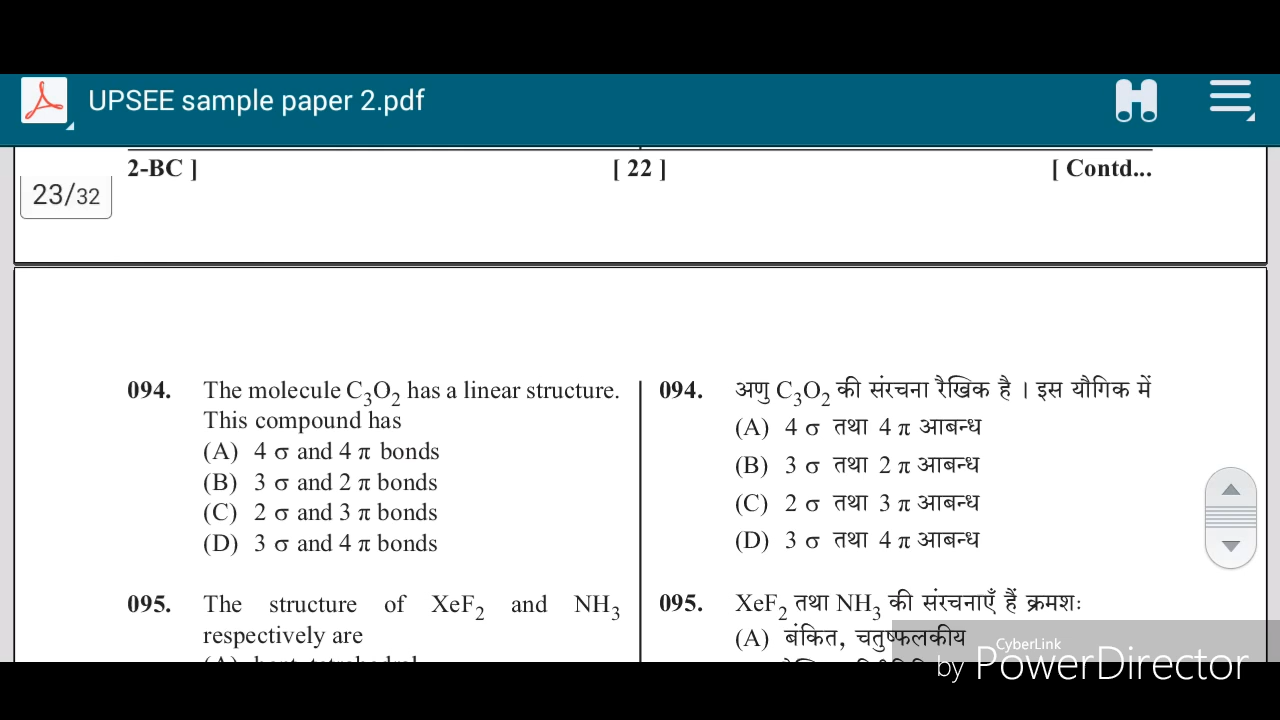 UPSEE sample paper 2.pdf
2-BC ] [ 22 ] [ Contd...
23/32
094. The molecule C₃O₂ has a linear structure.
This compound has
(A) 4 σ and 4 π bonds
(B) 3 σ and 2 π bonds
(C) 2 σ and 3 π bonds
(D) 3 σ and 4 π bonds
095. The structure of XeF₂ and NH₃
respectively are
094. अणु C₃O₂ की संरचना रैखिक है । इस यौगिक में
(A) 4 σ तथा 4 π आबन्ध
(B) 3 σ तथा 2 π आबन्ध
(C) 2 σ तथा 3 π आबन्ध
(D) 3 σ तथा 4 π आबन्ध
095. XeF₂ तथा NH₃ की संरचनाएँ हैं क्रमशः
(A) बंकित, चतुष्फलकीय
CyberLink
by PowerDirector